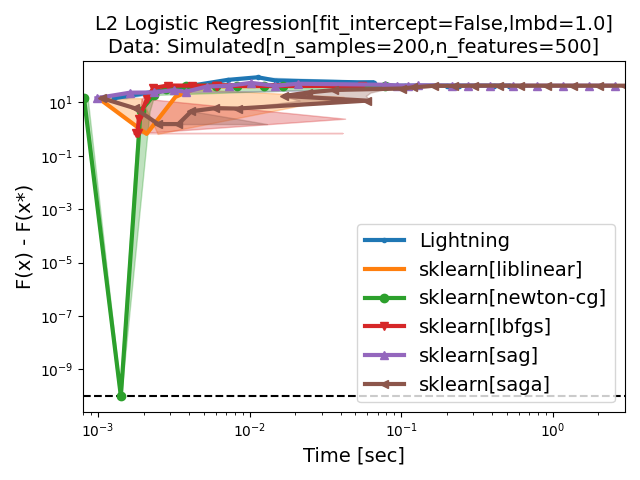 L2 Logistic Regression[fit_intercept=False,lmbd=1.0]
Data: Simulated[n_samples=200,n_features=500]
F(x) - F(x*)
10^1
10^-1
10^-3
10^-5
10^-7
10^-9
Lightning
sklearn[liblinear]
sklearn[newton-cg]
sklearn[lbfgs]
sklearn[sag]
sklearn[saga]
10^-3 10^-2 10^-1 10^0
Time [sec]